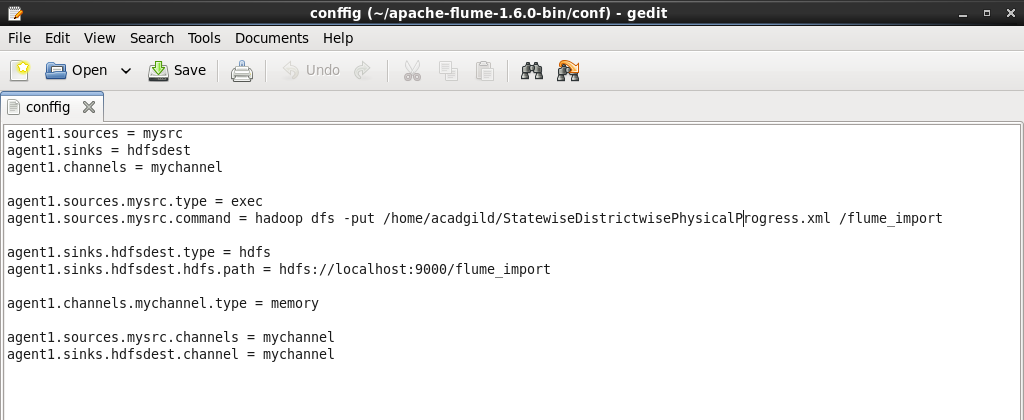 conffig (~/apache-flume-1.6.0-bin/conf) - gedit
File Edit View Search Tools Documents Help
Open Save Undo
conffig
agent1.sources = mysrc
agent1.sinks = hdfsdest
agent1.channels = mychannel
agent1.sources.mysrc.type = exec
agent1.sources.mysrc.command = hadoop dfs -put /home/acadgild/StatewiseDistrictwisePhysicalProgress.xml /flume_import
agent1.sinks.hdfsdest.type = hdfs
agent1.sinks.hdfsdest.hdfs.path = hdfs://localhost:9000/flume_import
agent1.channels.mychannel.type = memory
agent1.sources.mysrc.channels = mychannel
agent1.sinks.hdfsdest.channel = mychannel